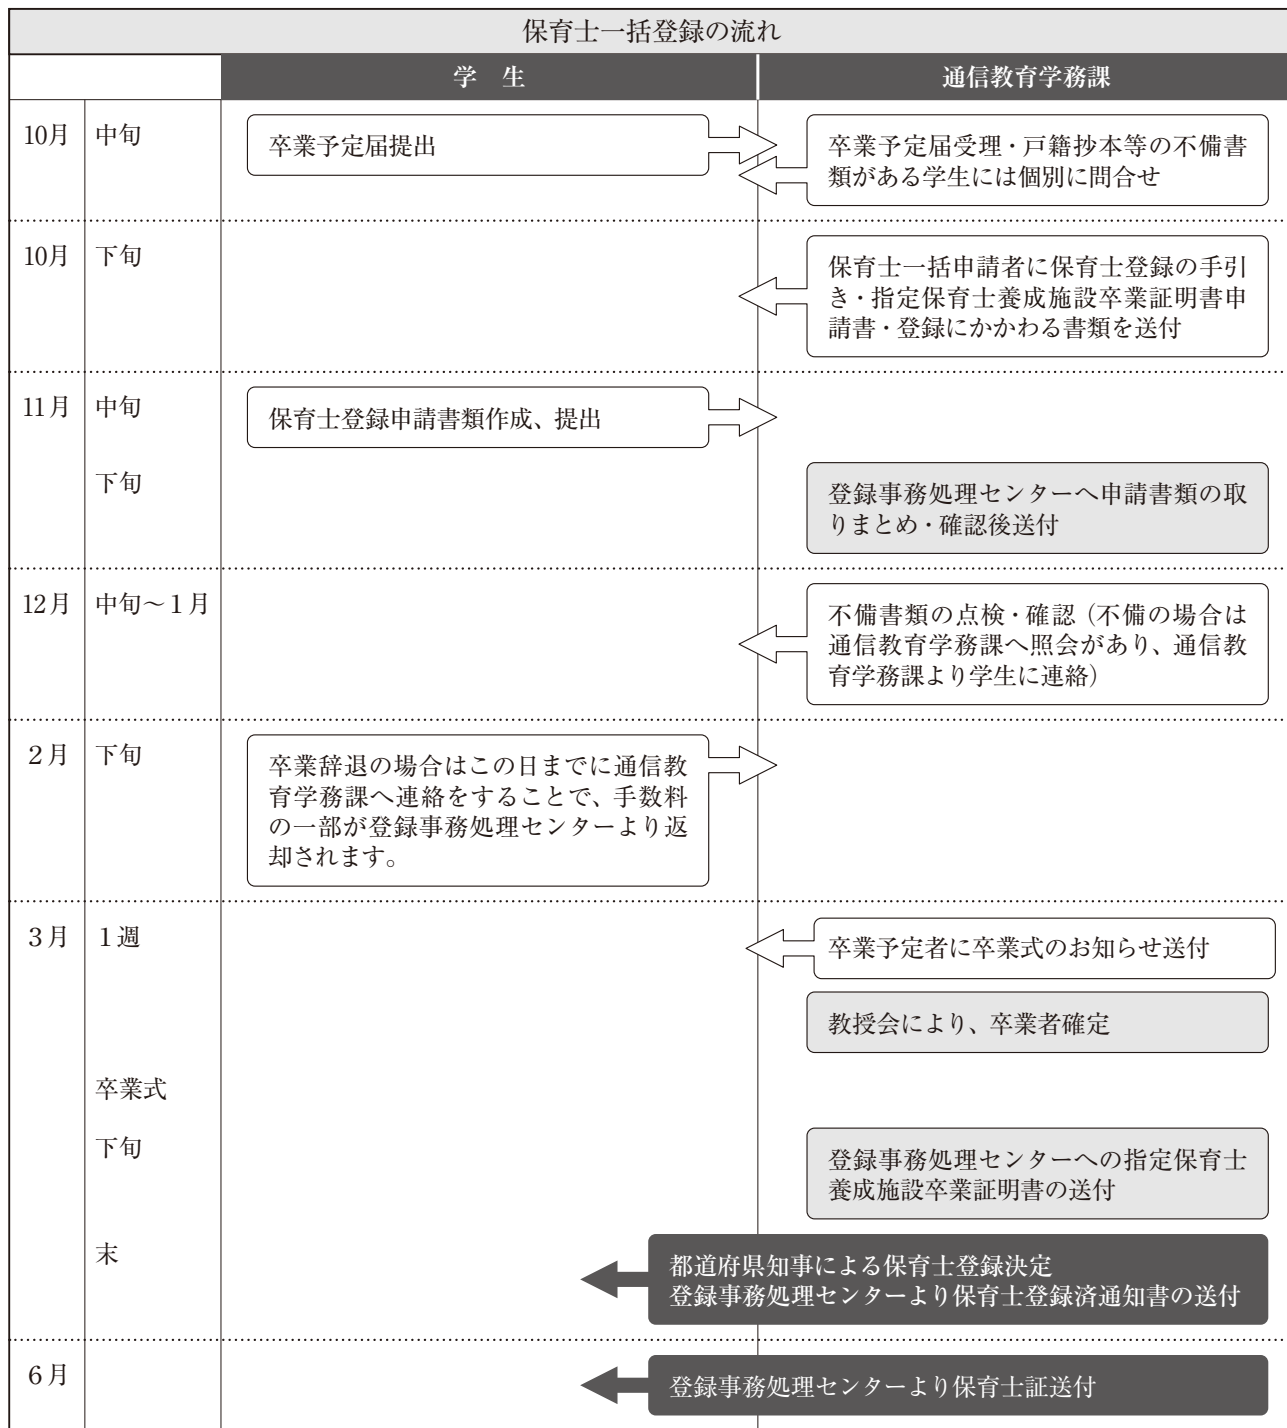 保育士一括登録の流れ
学　生
通信教育学務課
10月
中旬
卒業予定届提出
卒業予定届受理・戸籍抄本等の不備書
類がある学生には個別に問合せ
10月
下旬
保育士一括申請者に保育士登録の手引
き・指定保育士養成施設卒業証明書申
請書・登録にかかわる書類を送付
11月
中旬
保育士登録申請書類作成、提出
下旬
登録事務処理センターへ申請書類の取
りまとめ・確認後送付
12月
中旬～１月
不備書類の点検・確認（不備の場合は
通信教育学務課へ照会があり、通信教
育学務課より学生に連絡）
２月
下旬
卒業辞退の場合はこの日までに通信教
育学務課へ連絡をすることで、手数料
の一部が登録事務処理センターより返
却されます。
３月
１週
卒業予定者に卒業式のお知らせ送付
教授会により、卒業者確定
卒業式
下旬
登録事務処理センターへの指定保育士
養成施設卒業証明書の送付
末
都道府県知事による保育士登録決定
登録事務処理センターより保育士登録済通知書の送付
６月
登録事務処理センターより保育士証送付